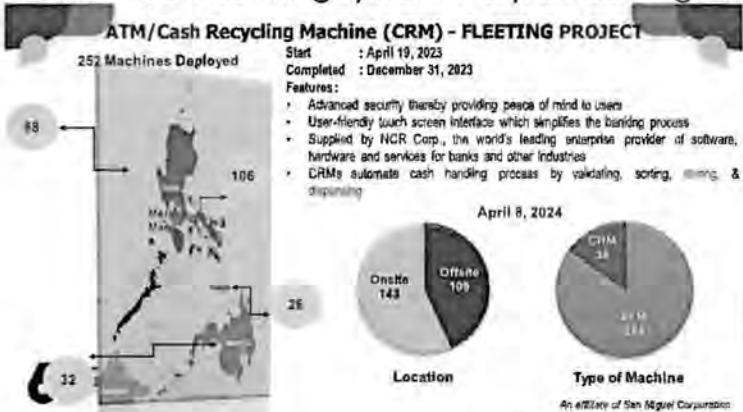 ATM/Cash Recycling Machine (CRM) - FLEETING PROJECT
252 Machines Deployed
Start : April 19, 2023
Completed : December 31, 2023
Features:
• Advanced security thereby providing peace of mind to users
• User-friendly touch screen interface which simplifies the banking process
• Supplied by NCR Corp., the world's leading enterprise provider of software,
hardware and services for banks and other industries
• CRMs automate cash handling process by validating, sorting, storing, &
dispensing
68
106
26
32
April 8, 2024
Onsite
143
Offsite
109
CRM
ATM
Location
Type of Machine
An affiliate of San Miguel Corporation